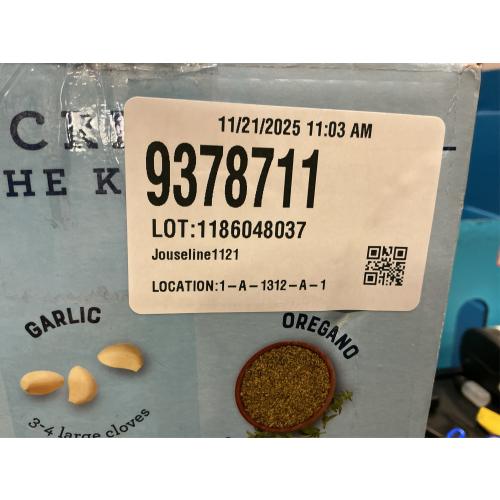 CK
HE K
11/21/2025 11:03 AM
9378711
LOT:1186048037
Jouseline1121
LOCATION:1-A-1312-A-1
GARLIC
3-4 large cloves
OREGANO